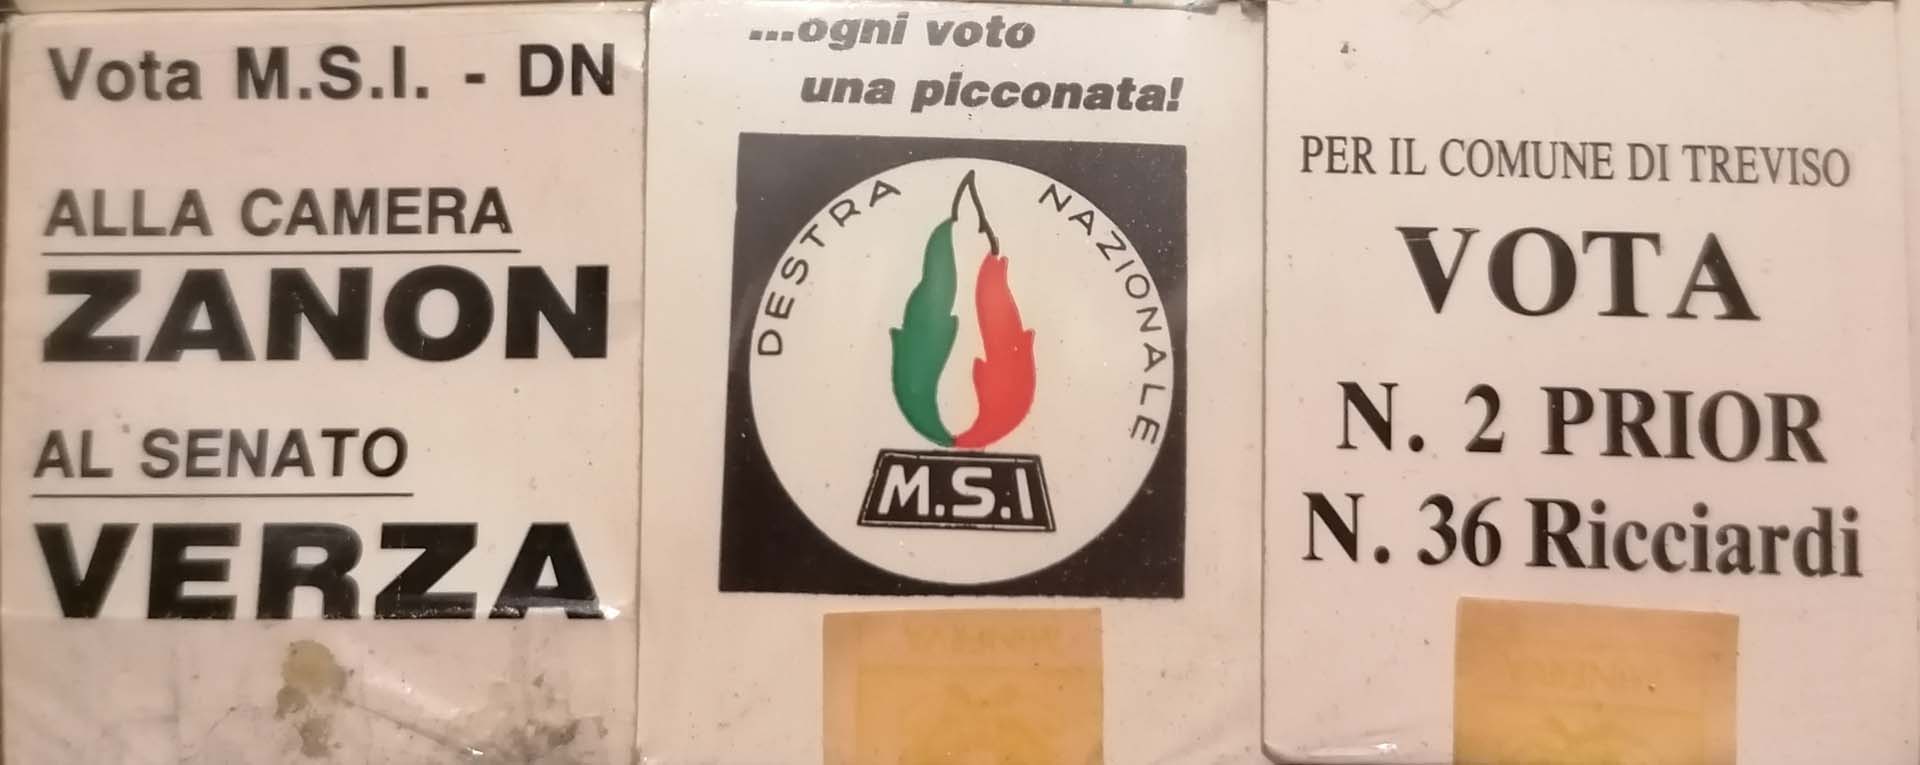 Vota M.S.I. - DN
ALLA CAMERA
ZANON
AL SENATO
VERZA
...ogni voto
una picconata!
DESTRA NAZIONALE
M.S.I
PER IL COMUNE DI TREVISO
VOTA
N. 2 PRIOR
N. 36 Ricciardi